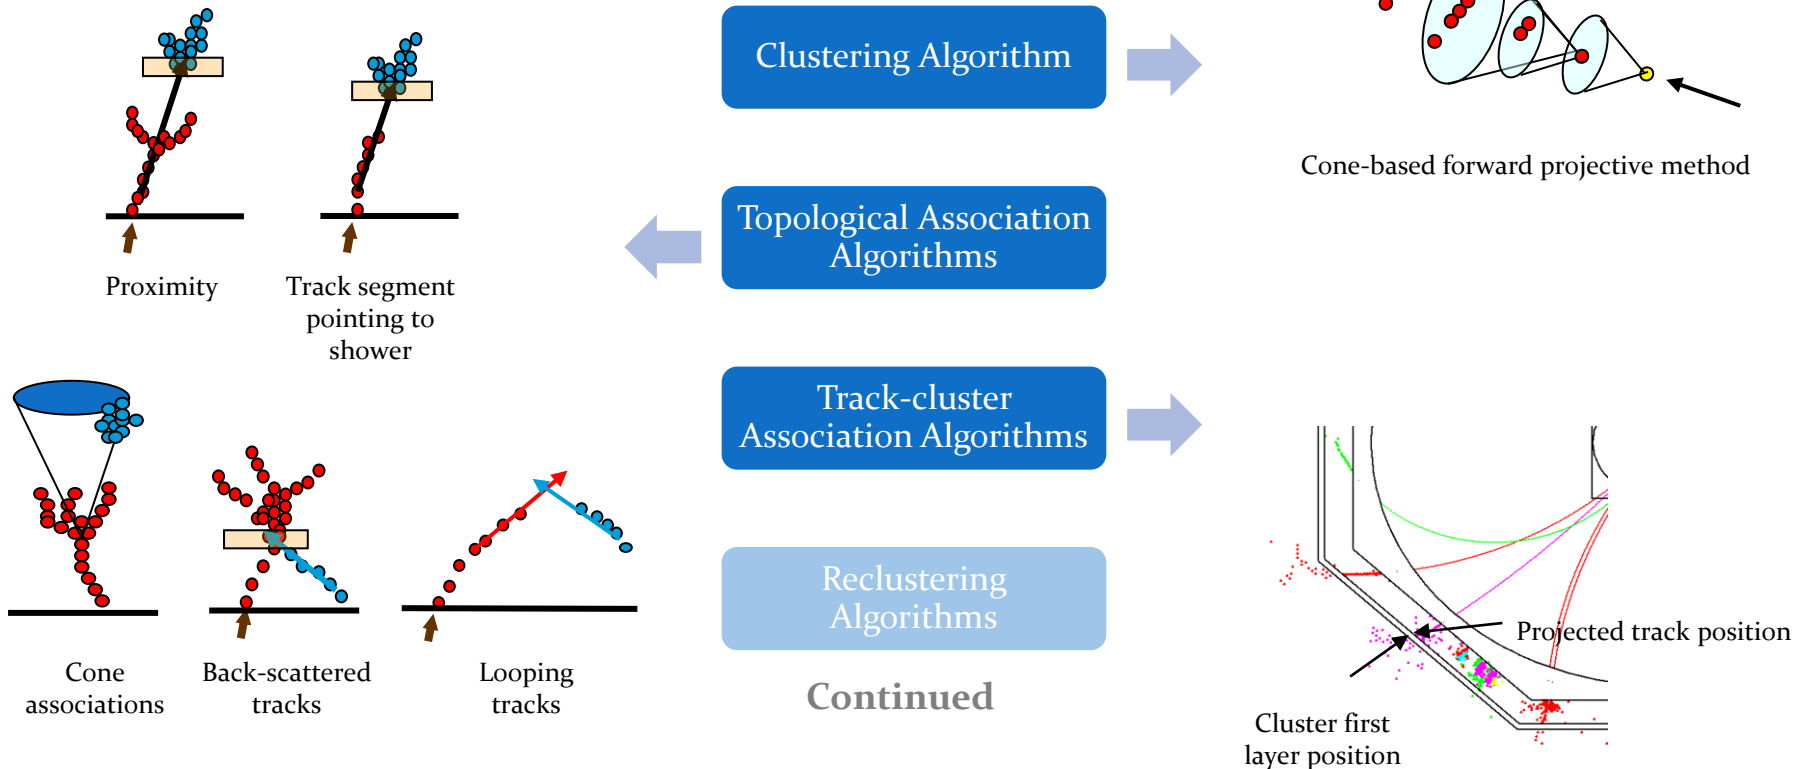 Clustering Algorithm
Cone-based forward projective method
Topological Association
Algorithms
Proximity
Track segment
pointing to
shower
Track-cluster
Association Algorithms
Reclustering
Algorithms
Continued
Cone
associations
Back-scattered
tracks
Looping
tracks
Projected track position
Cluster first
layer position